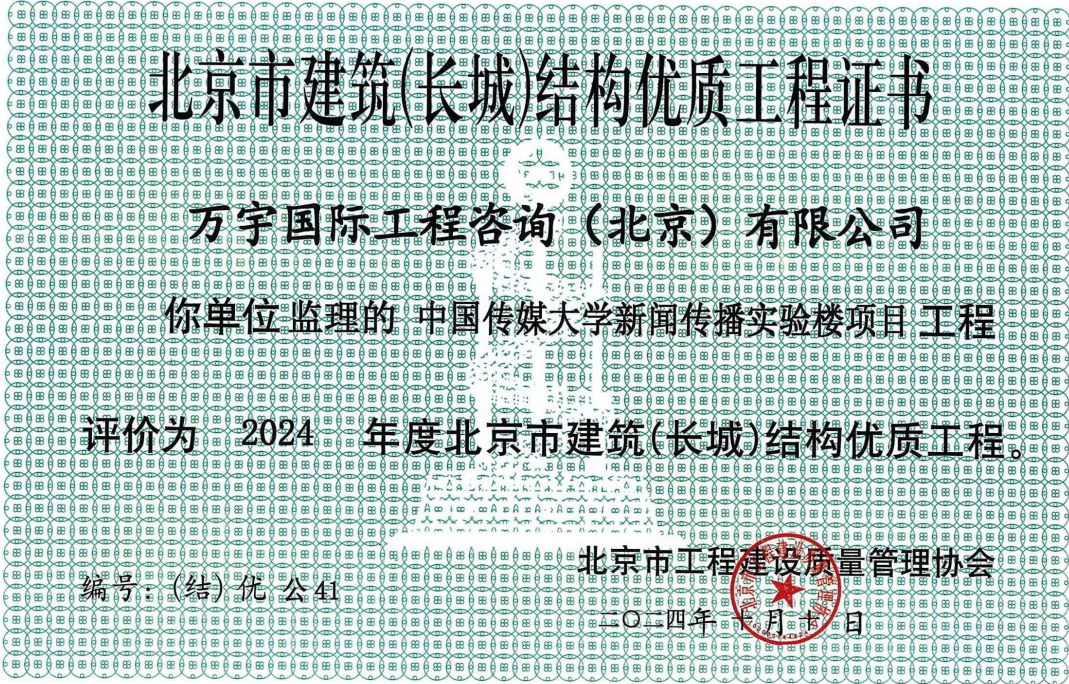 北京市建筑(长城)结构优质工程证书
万宇国际工程咨询（北京）有限公司
你单位监理的 中国传媒大学新闻传播实验楼项目 工程
评价为 2024 年度北京市建筑(长城)结构优质工程。
北京市工程建设质量管理协会
编号：(结)优 公41
二〇二四年十月 日